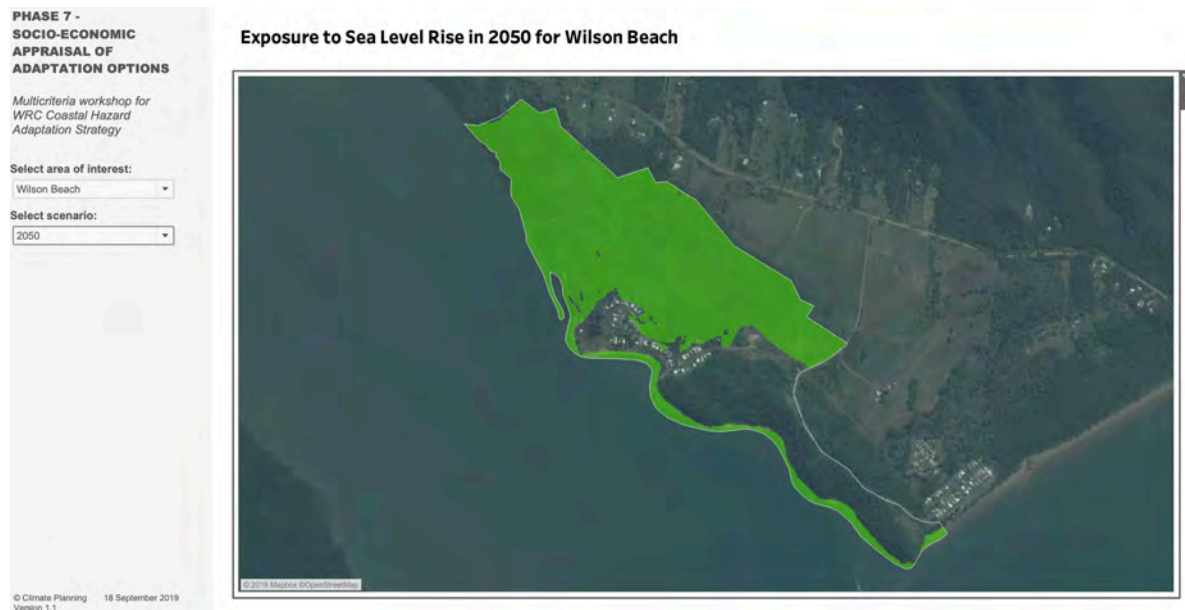 PHASE 7 -
SOCIO-ECONOMIC
APPRAISAL OF
ADAPTATION OPTIONS
Multicriteria workshop for
WRC Coastal Hazard
Adaptation Strategy
Select area of interest:
Wilson Beach
Select scenario:
2050
Exposure to Sea Level Rise in 2050 for Wilson Beach
© 2019 Mapbox ©OpenStreetMap
© Climate Planning 18 September 2019
Version 1.1